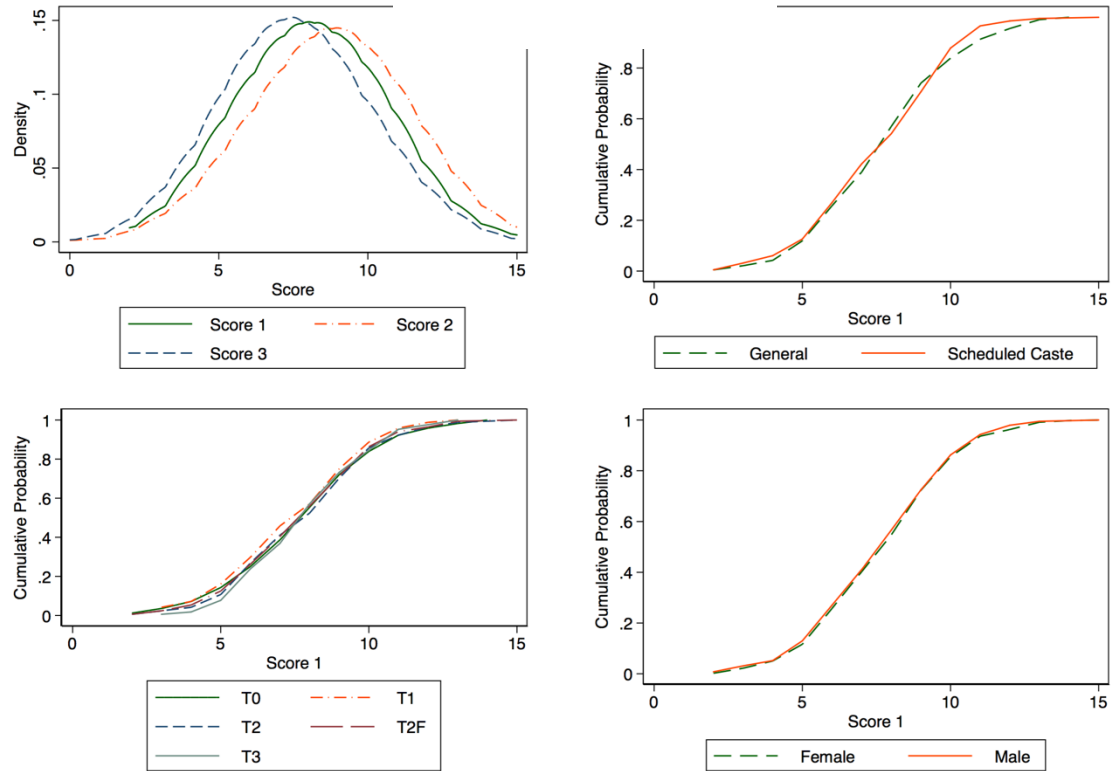 Density
.15
.1
.05
0
0 5 10 15
Score
Score 1 Score 2
Score 3
Cumulative Probability
.8
.6
.4
.2
0
0 5 10 15
Score 1
General Scheduled Caste
Cumulative Probability
1
.8
.6
.4
.2
0
0 5 10 15
Score 1
T0 T1
T2 T2F
T3
Cumulative Probability
1
.8
.6
.4
.2
0
0 5 10 15
Score 1
Female Male